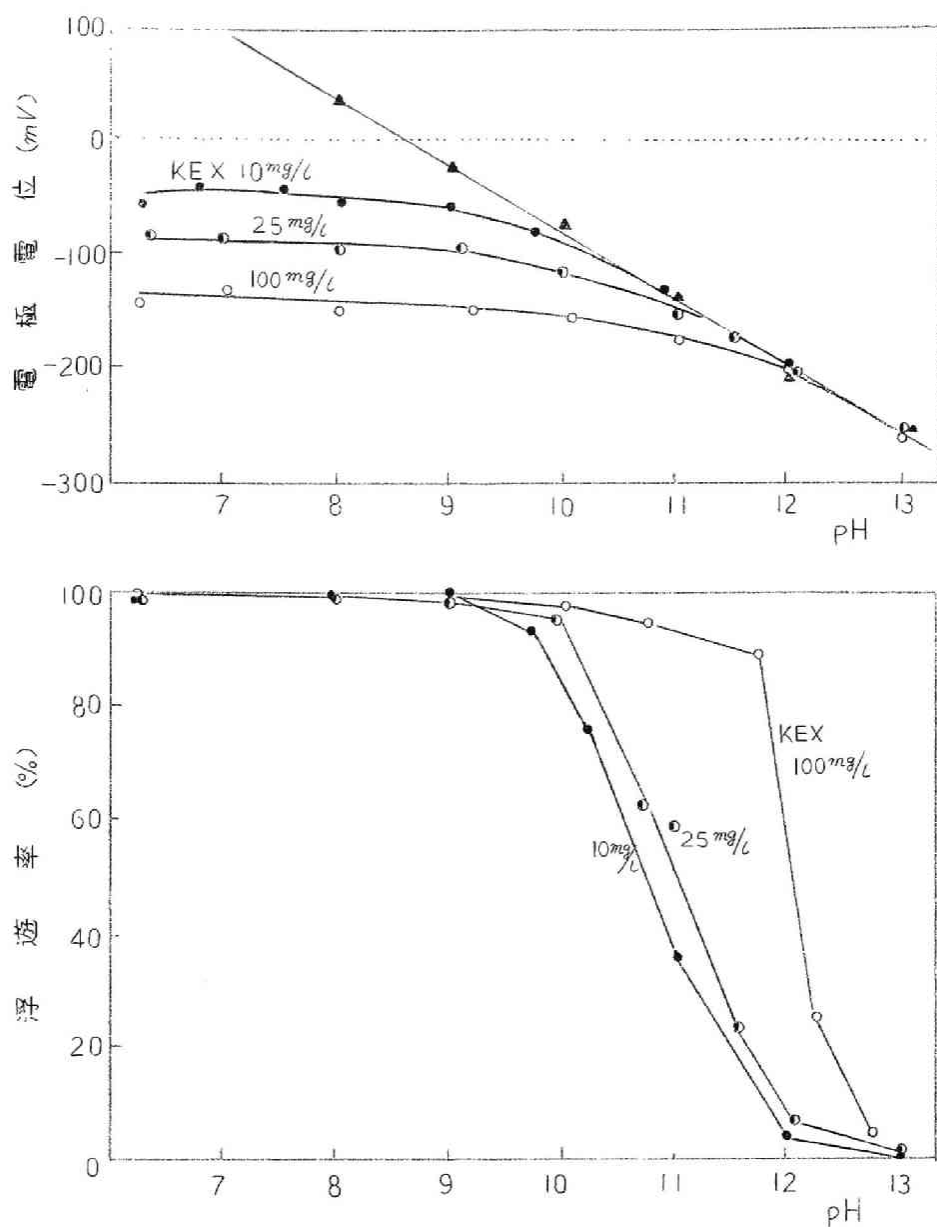 電極電位 (mV)
100
0
-100
-200
-300
KEX 10mg/l
25mg/l
100mg/l
7 8 9 10 11 12 13
pH
浮遊率 (%)
100
80
60
40
20
0
KEX
100mg/l
10mg/l
25mg/l
7 8 9 10 11 12 13
pH